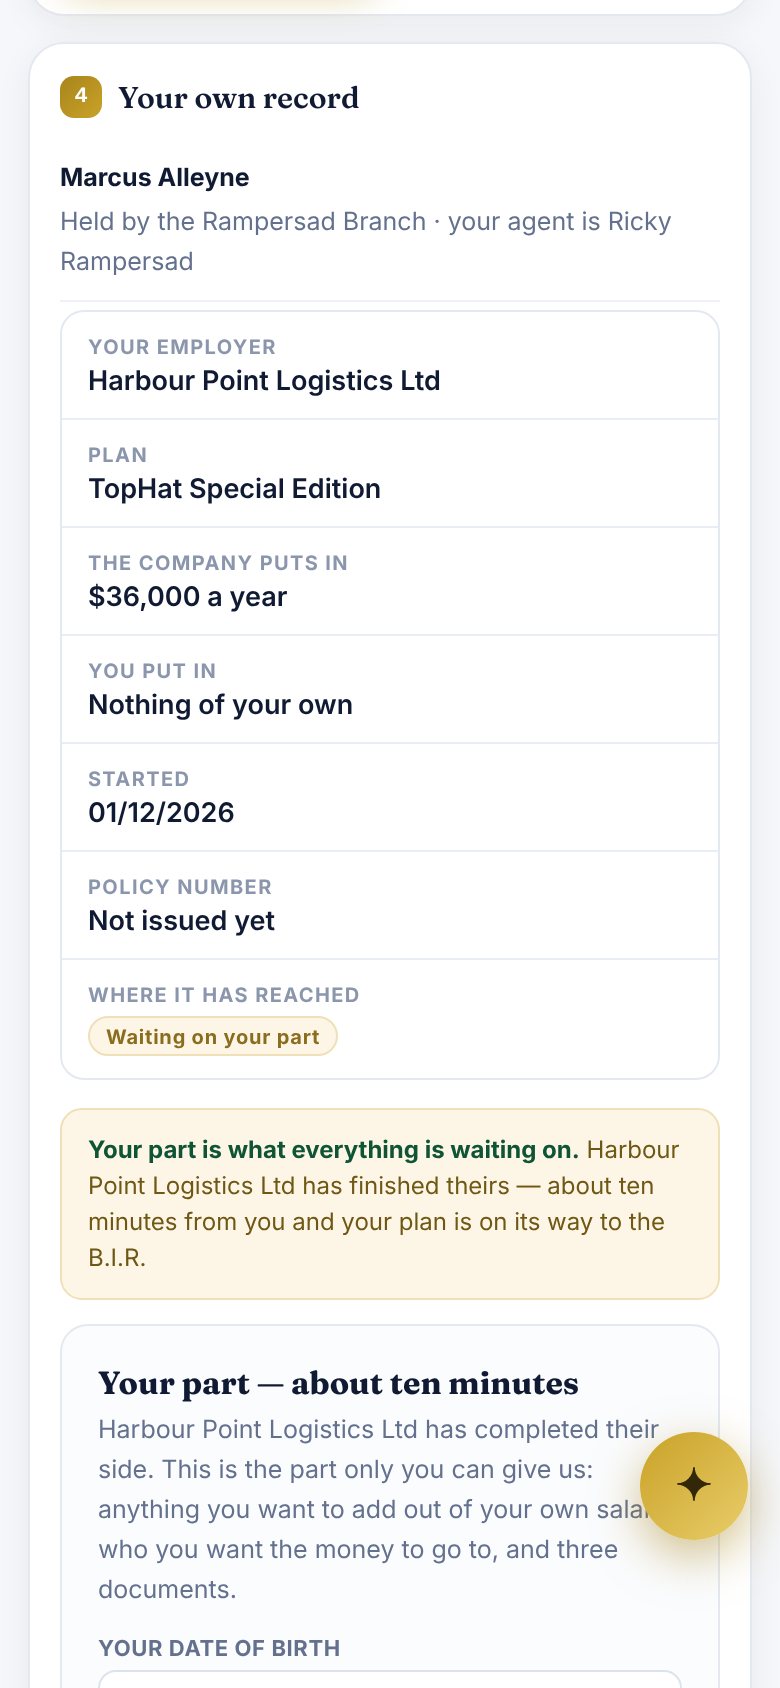 4 Your own record
Marcus Alleyne
Held by the Rampersad Branch · your agent is Ricky
Rampersad
YOUR EMPLOYER
Harbour Point Logistics Ltd
PLAN
TopHat Special Edition
THE COMPANY PUTS IN
$36,000 a year
YOU PUT IN
Nothing of your own
STARTED
01/12/2026
POLICY NUMBER
Not issued yet
WHERE IT HAS REACHED
Waiting on your part
Your part is what everything is waiting on. Harbour
Point Logistics Ltd has finished theirs — about ten
minutes from you and your plan is on its way to the
B.I.R.
Your part — about ten minutes
Harbour Point Logistics Ltd has completed their
side. This is the part only you can give us:
anything you want to add out of your own
who you want the money to go to, and three
documents.
YOUR DATE OF BIRTH